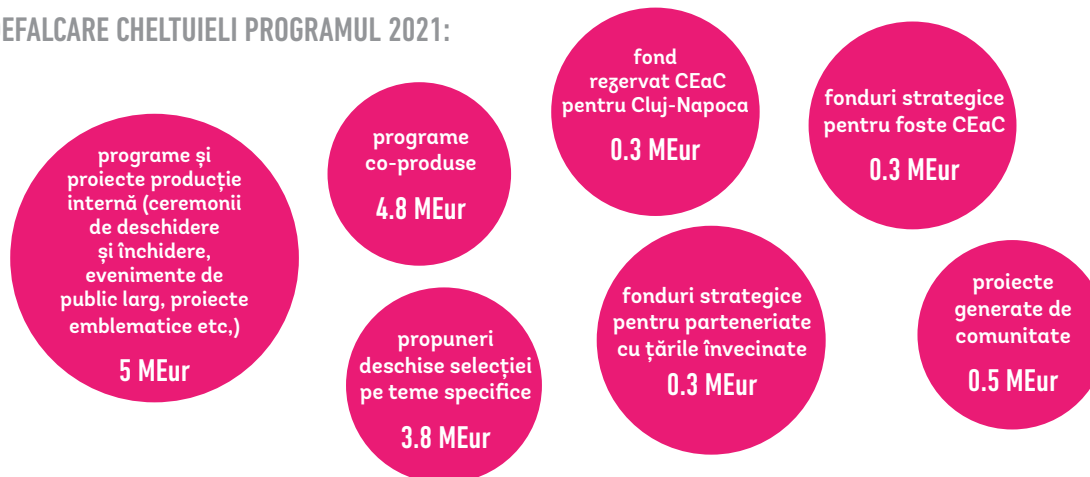 DEFALCARE CHELTUIELI PROGRAMUL 2021:
programe și
proiecte producție
internă (ceremonii
de deschidere
și închidere,
evenimente de
public larg, proiecte
emblematice etc,)
5 MEur
programe
co-produse
4.8 MEur
propuneri
deschise selecției
pe teme specifice
3.8 MEur
fond
rezervat CEaC
pentru Cluj-Napoca
0.3 MEur
fonduri strategice
pentru parteneriate
cu țările învecinate
0.3 MEur
fonduri strategice
pentru foste CEaC
0.3 MEur
proiecte
generate de
comunitate
0.5 MEur